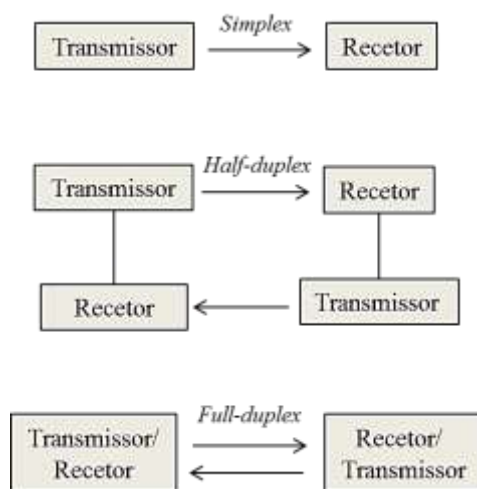 Simplex
Transmissor
Recetor
Half-duplex
Transmissor
Recetor
Recetor
Transmissor
Full-duplex
Transmissor/
Recetor
Recetor/
Transmissor